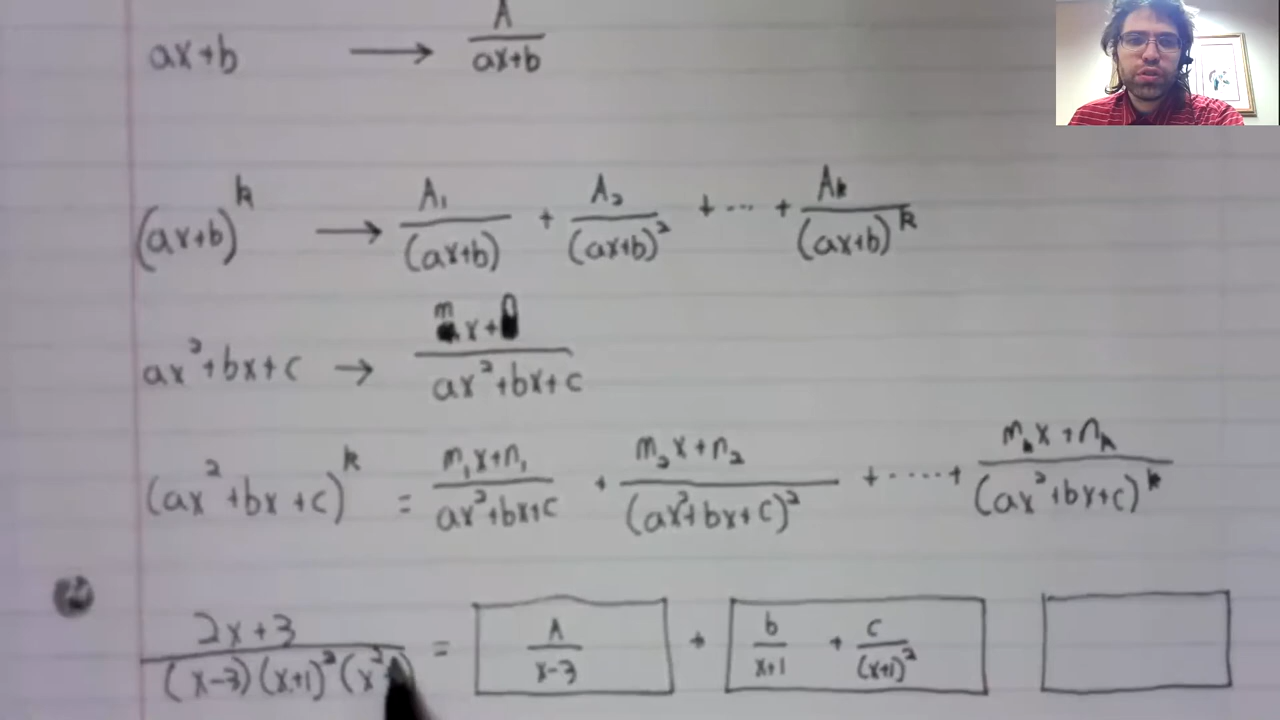 ax+b → A/(ax+b)
(ax+b)^k → A₁/(ax+b) + A₂/(ax+b)² + ... + Aₖ/(ax+b)^k
ax²+bx+c → (mx+n)/(ax²+bx+c)
(ax²+bx+c)^k = (m₁x+n₁)/(ax²+bx+c) + (m₂x+n₂)/(ax²+bx+c)² + ..... + (mₖx+nₖ)/(ax²+bx+c)^k
(2x+3)/((x-3)(x+1)²(x² = A/(x-3) + b/(x+1) + c/(x+1)²